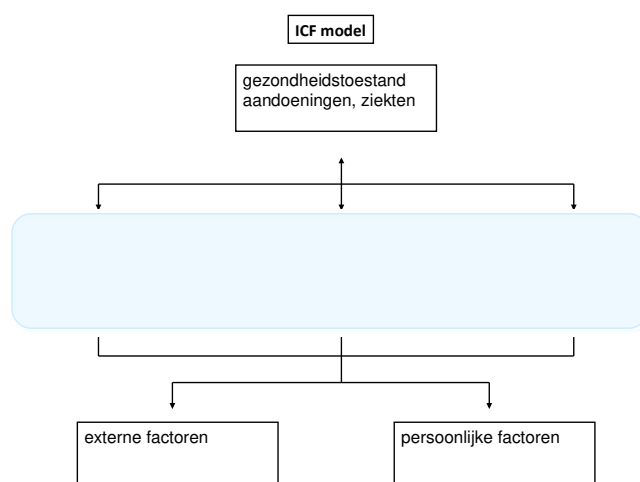 ICF model
gezondheidstoestand
aandoeningen, ziekten
externe factoren
persoonlijke factoren